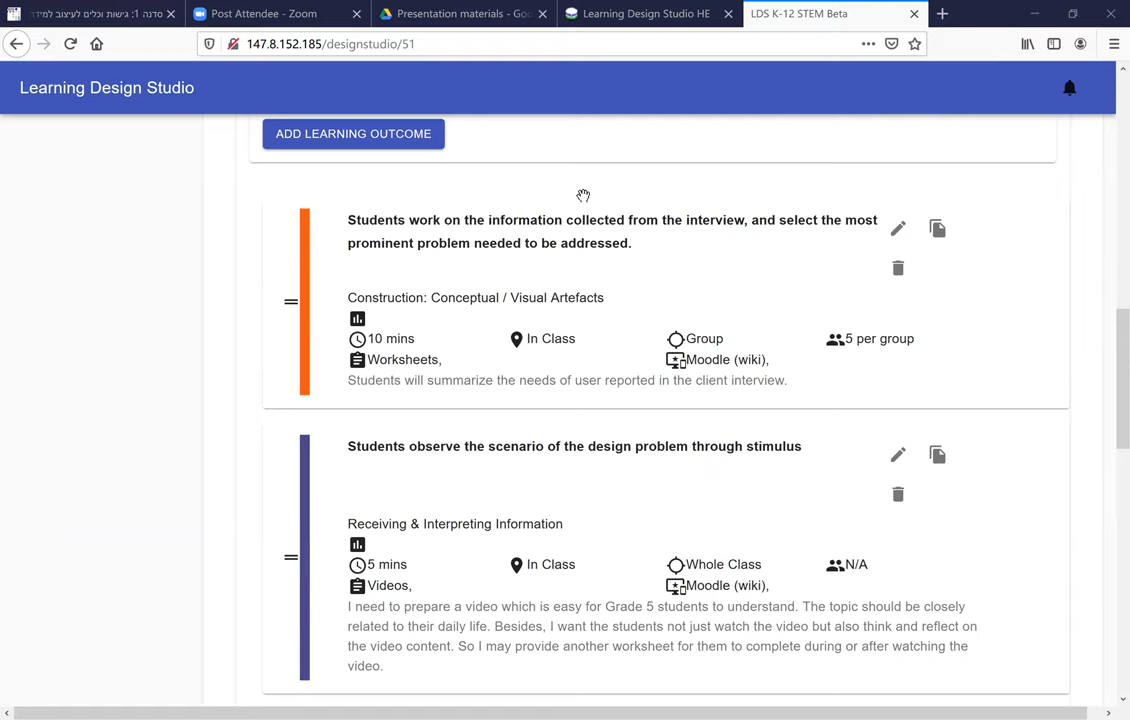 סדנה 1: גישות וכלים לעיצוב למידה
Post Attendee - Zoom
Presentation materials - Goo
Learning Design Studio HE
LDS K-12 STEM Beta
147.8.152.185/designstudio/51
Learning Design Studio
ADD LEARNING OUTCOME
Students work on the information collected from the interview, and select the most
prominent problem needed to be addressed.
Construction: Conceptual / Visual Artefacts
10 mins In Class Group 5 per group
Worksheets, Moodle (wiki),
Students will summarize the needs of user reported in the client interview.
Students observe the scenario of the design problem through stimulus
Receiving & Interpreting Information
5 mins In Class Whole Class N/A
Videos, Moodle (wiki),
I need to prepare a video which is easy for Grade 5 students to understand. The topic should be closely
related to their daily life. Besides, I want the students not just watch the video but also think and reflect on
the video content. So I may provide another worksheet for them to complete during or after watching the
video.